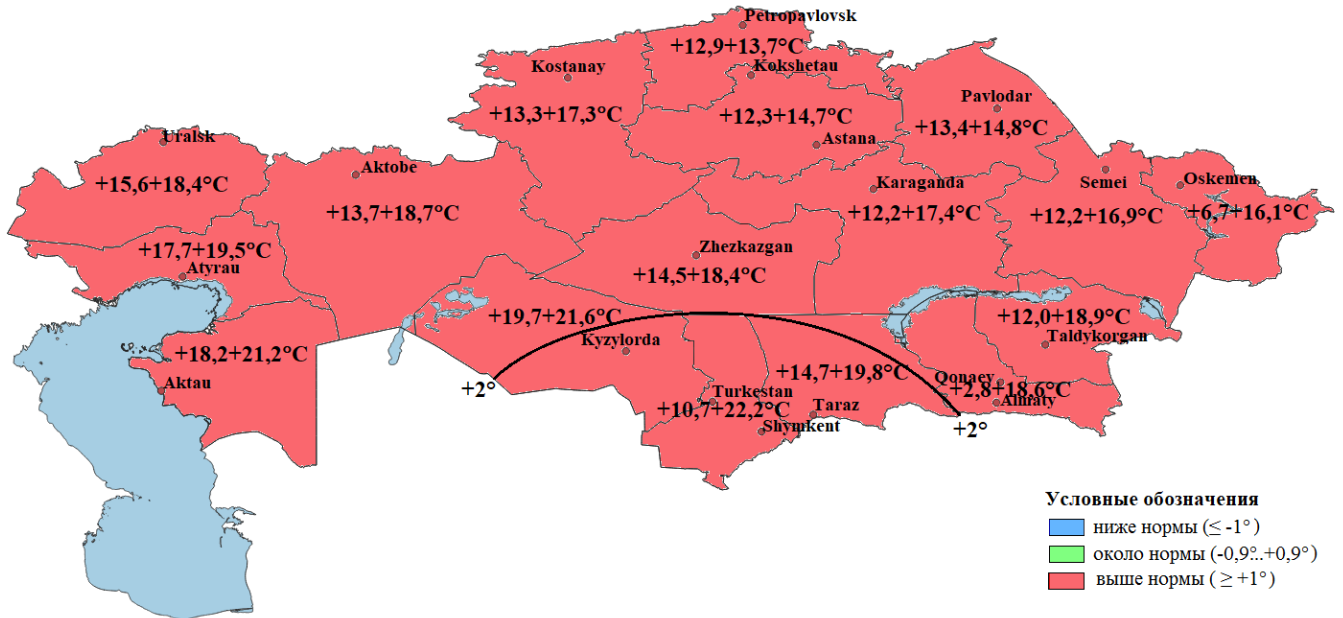 Petropavlovsk
+12,9+13,7°C
Kokshetau
Kostanay
+13,3+17,3°C
+12,3+14,7°C
Astana
Pavlodar
+13,4+14,8°C
Uralsk
+15,6+18,4°C
Aktobe
+13,7+18,7°C
Karaganda
+12,2+17,4°C
Semei
+12,2+16,9°C
Oskemen
+6,7+16,1°C
+17,7+19,5°C
Atyrau
Zhezkazgan
+14,5+18,4°C
+19,7+21,6°C
Kyzylorda
+12,0+18,9°C
Taldykorgan
+18,2+21,2°C
Aktau
+2°
+14,7+19,8°C
Taraz
Turkestan
+10,7+22,2°C
Shymkent
Qonaev
+2,8+18,6°C
Almaty
+2°
Условные обозначения
ниже нормы (≤ -1°)
около нормы (-0,9°..+0,9°)
выше нормы ( ≥ +1°)